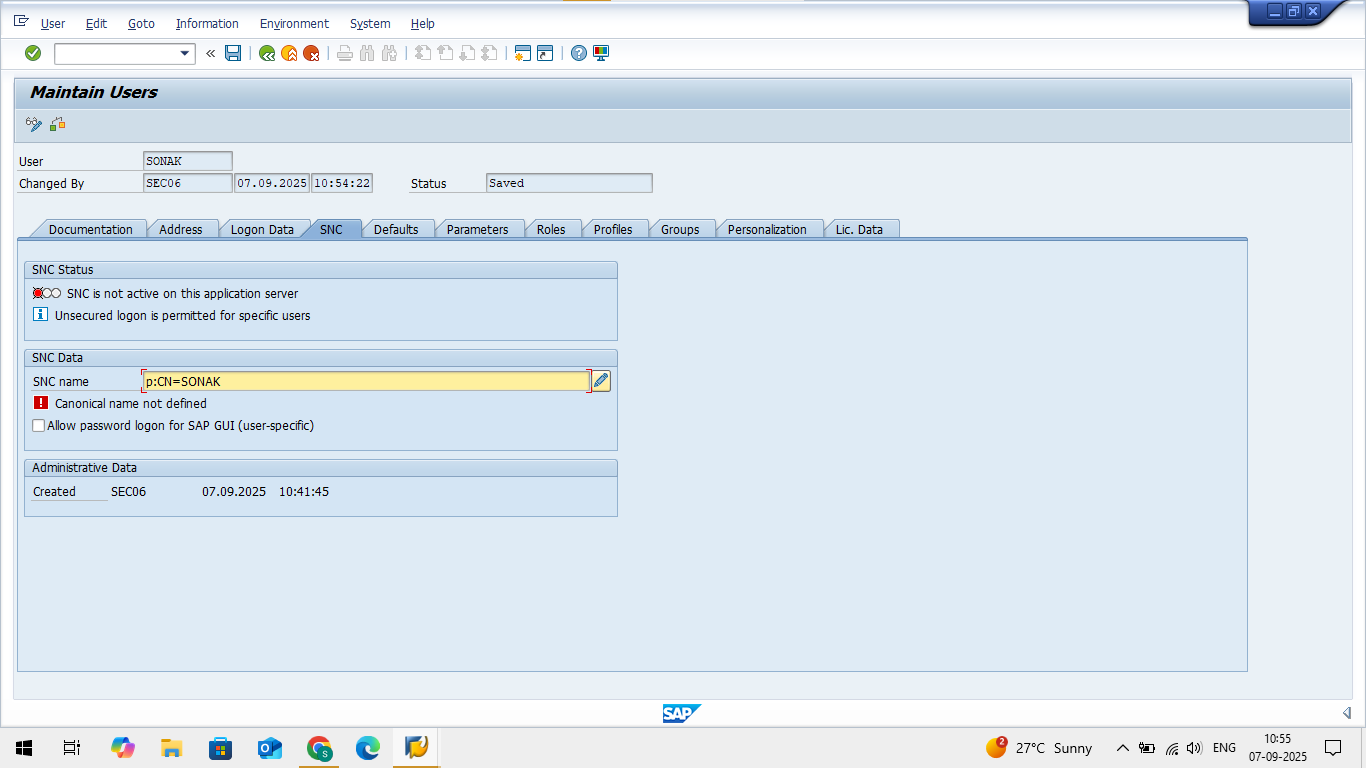 User Edit Goto Information Environment System Help
Maintain Users
User SONAK
Changed By SEC06 07.09.2025 10:54:22 Status Saved
Documentation Address Logon Data SNC Defaults Parameters Roles Profiles Groups Personalization Lic. Data
SNC Status
SNC is not active on this application server
Unsecured logon is permitted for specific users
SNC Data
SNC name p:CN=SONAK
Canonical name not defined
Allow password logon for SAP GUI (user-specific)
Administrative Data
Created SEC06 07.09.2025 10:41:45
SAP
2 27°C Sunny ENG 10:55
07-09-2025